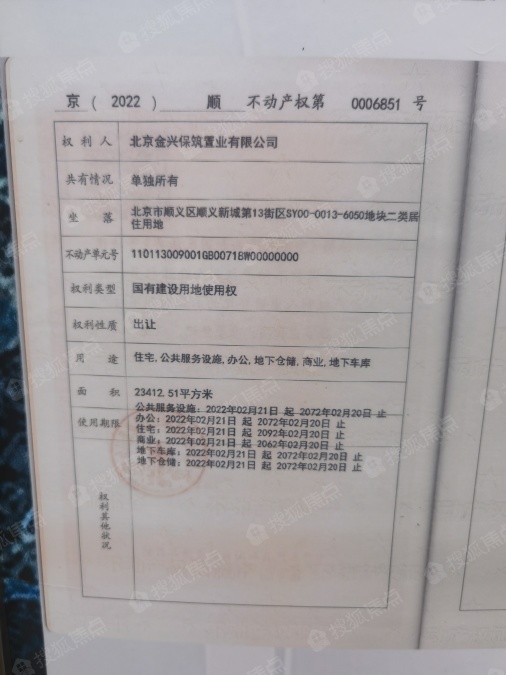 京（2022）顺 不动产权第 0006851 号
权利人 北京金兴保筑置业有限公司
共有情况 单独所有
坐落 北京市顺义区顺义新城第13街区SY00-0013-6050地块二类居
住用地
不动产单元号 110113009001GB00718W00000000
权利类型 国有建设用地使用权
权利性质 出让
用途 住宅,公共服务设施,办公,地下仓储,商业,地下车库
面积 23412.51平方米
使用期限 公共服务设施：2022年02月21日 起 2072年02月20日 止
办公：2022年02月21日 起 2072年02月20日 止
住宅：2022年02月21日 起 2092年02月20日 止
商业：2022年02月21日 起 2062年02月20日 止
地下车库：2022年02月21日 起 2072年02月20日 止
地下仓储：2022年02月21日 起 2072年02月20日 止
权利其他状况
搜狐焦点